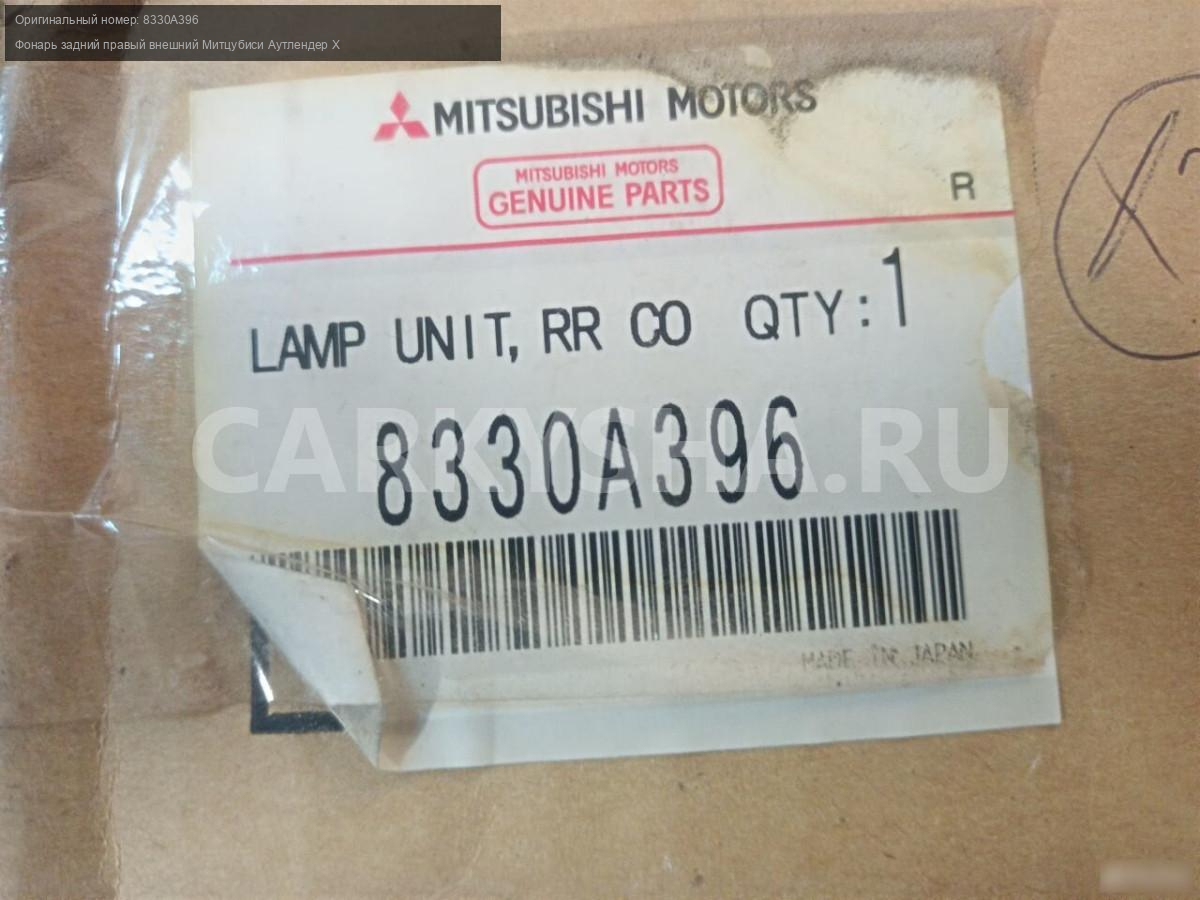 Оригинальный номер: 8330A396
Фонарь задний правый внешний Митцубиси Аутлендер Х
MITSUBISHI MOTORS
MITSUBISHI MOTORS
GENUINE PARTS
R
LAMP UNIT, RR CO QTY: 1
8330A396
CARKYSHA.RU
MADE IN JAPAN
X